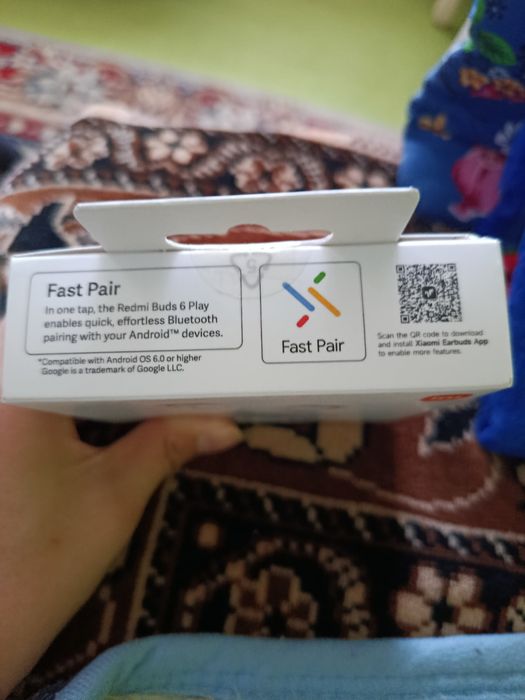 Fast Pair
In one tap, the Redmi Buds 6 Play
enables quick, effortless Bluetooth
pairing with your Android™ devices.
*Compatible with Android OS 6.0 or higher
Google is a trademark of Google LLC.
Fast Pair
Scan the QR code to download
and install Xiaomi Earbuds App
to enable more features.